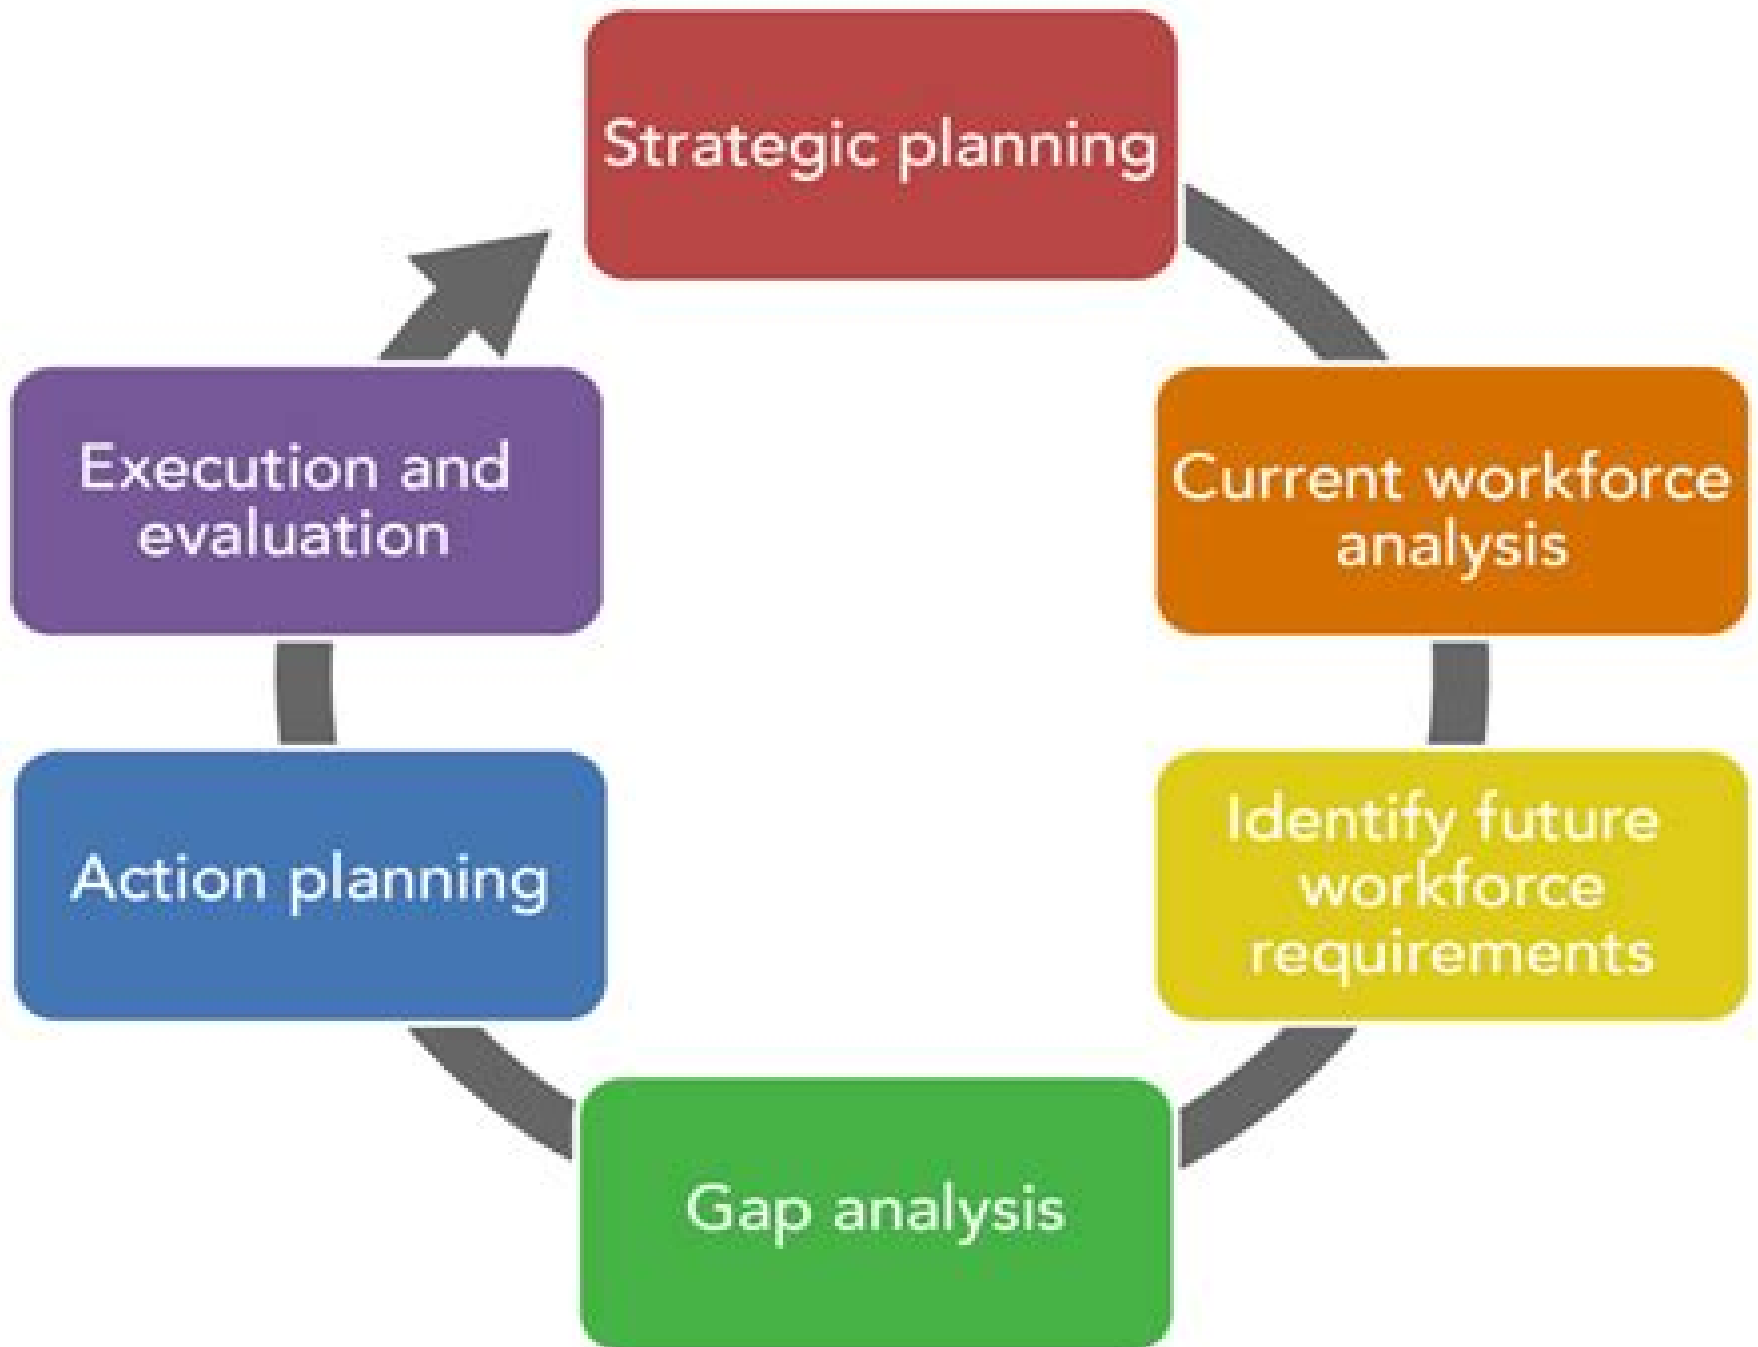 Strategic planning
Current workforce
analysis
Identify future
workforce
requirements
Gap analysis
Action planning
Execution and
evaluation